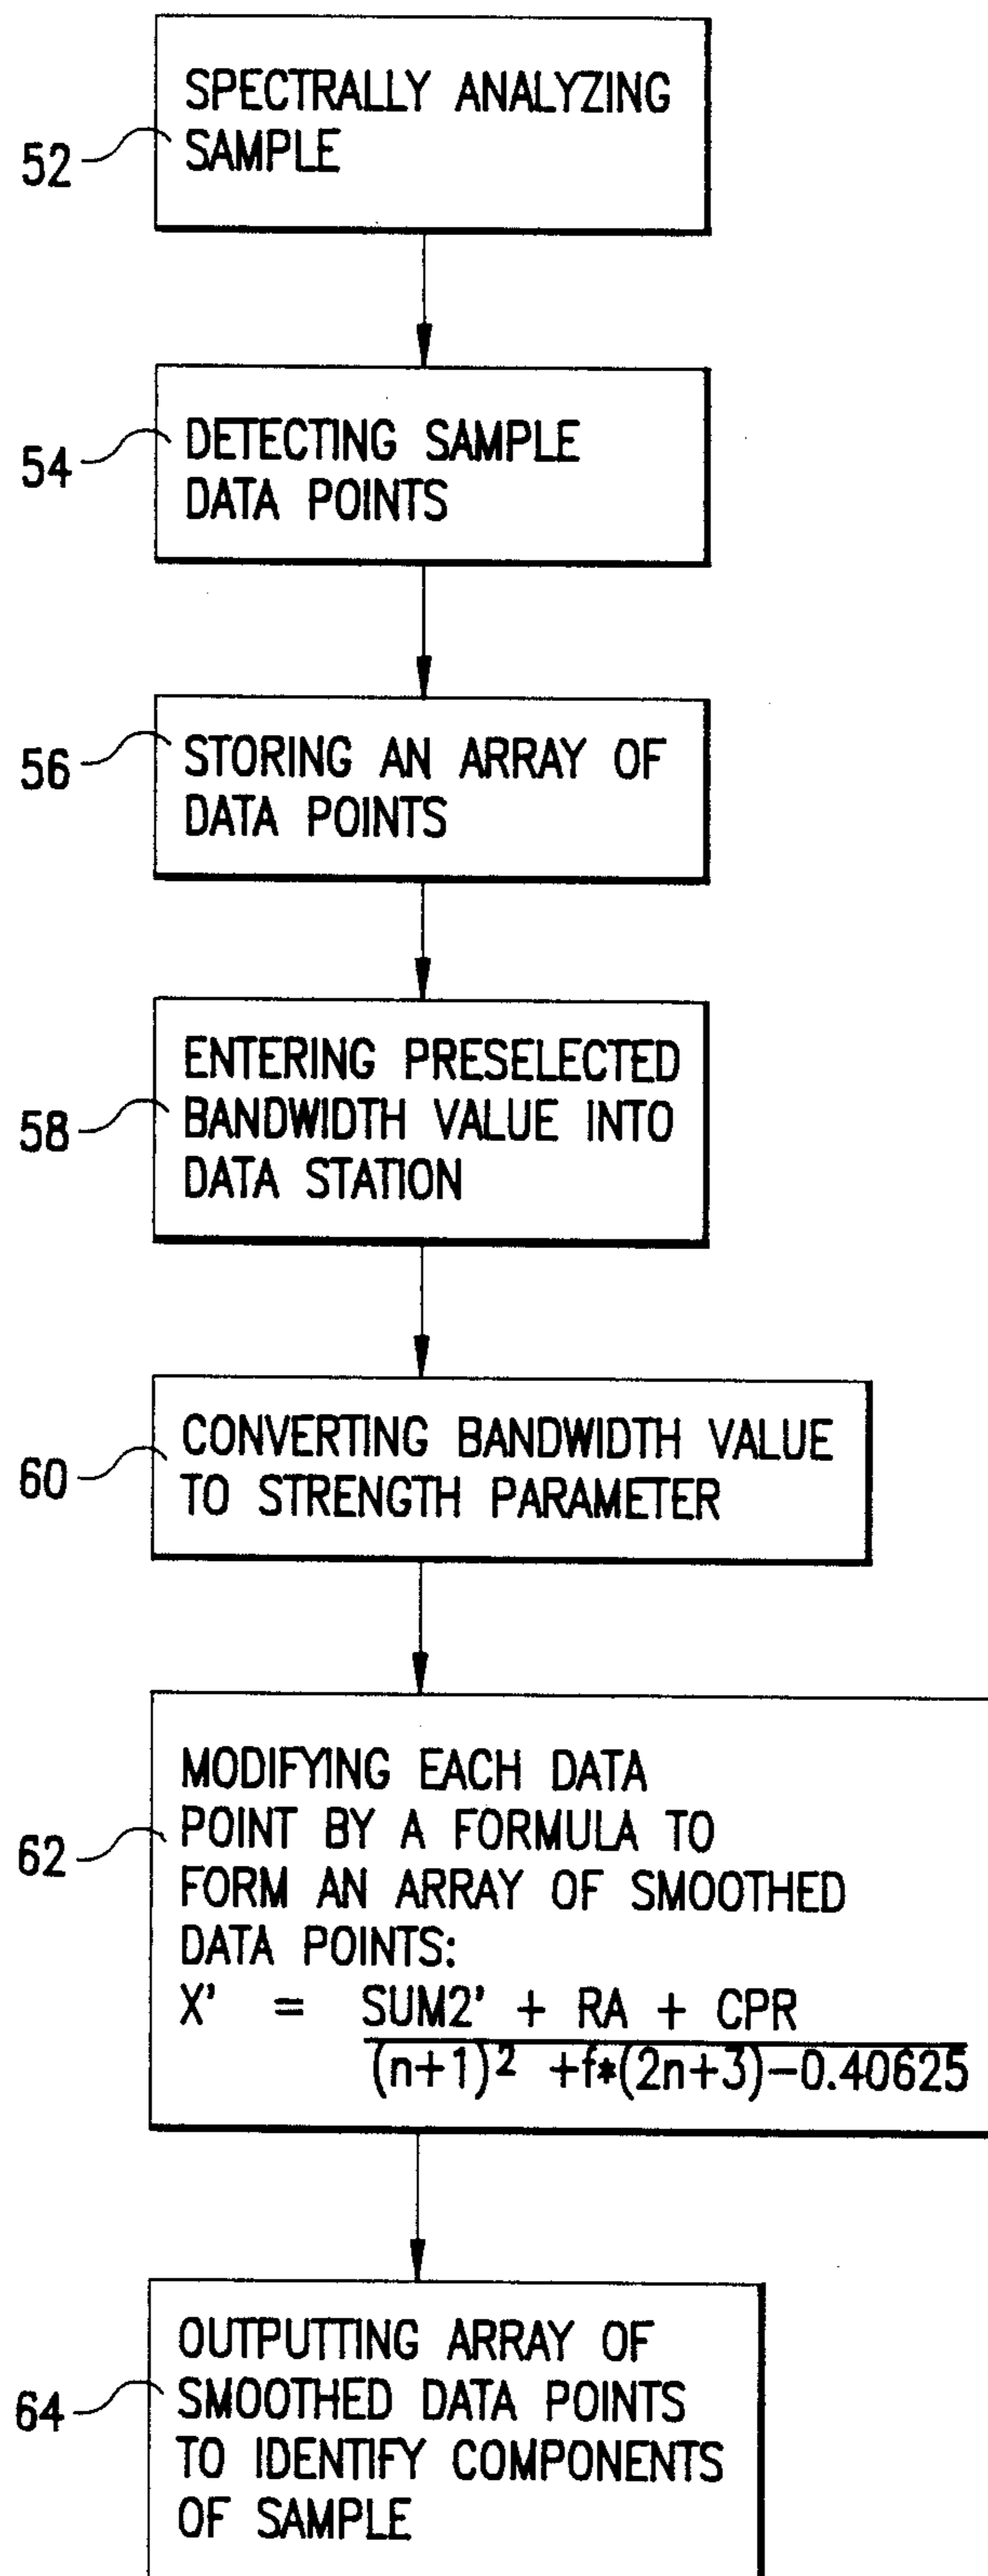 SPECTRALLY ANALYZING
SAMPLE
52
DETECTING SAMPLE
DATA POINTS
54
STORING AN ARRAY OF
DATA POINTS
56
ENTERING PRESELECTED
BANDWIDTH VALUE INTO
DATA STATION
58
CONVERTING BANDWIDTH VALUE
TO STRENGTH PARAMETER
60
MODIFYING EACH DATA
POINT BY A FORMULA TO
FORM AN ARRAY OF SMOOTHED
DATA POINTS:
X' = SUM2' + RA + CPR
(n+1)² +f*(2n+3)-0.40625
62
OUTPUTTING ARRAY OF
SMOOTHED DATA POINTS
TO IDENTIFY COMPONENTS
OF SAMPLE
64